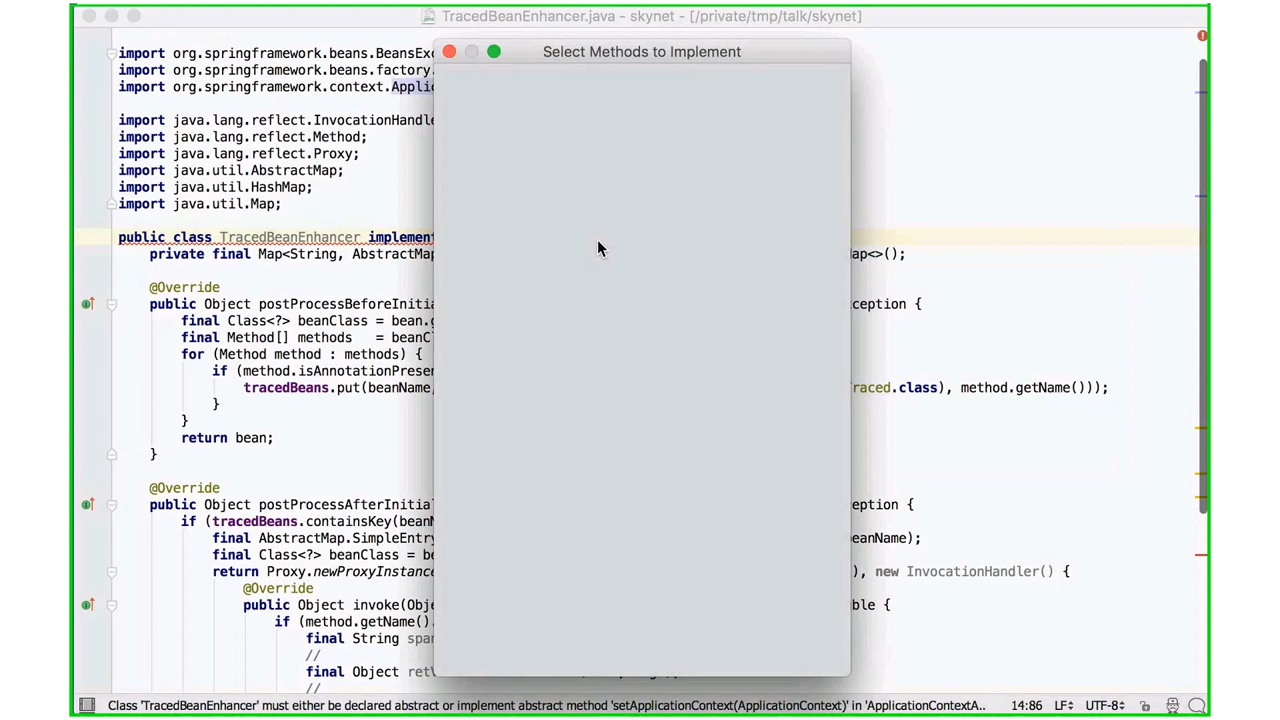 TracedBeanEnhancer.java - skynet - [/private/tmp/talk/skynet]
Select Methods to Implement
import org.springframework.beans.BeansEx
import org.springframework.beans.factory.
import org.springframework.context.Applic
import java.lang.reflect.InvocationHandle
import java.lang.reflect.Method;
import java.lang.reflect.Proxy;
import java.util.AbstractMap;
import java.util.HashMap;
import java.util.Map;
public class TracedBeanEnhancer implement
private final Map<String, AbstractMap ap<>();
@Override
public Object postProcessBeforeInitia ception {
final Class<?> beanClass = bean.g
final Method[] methods = beanCl
for (Method method : methods) {
if (method.isAnnotationPresen
tracedBeans.put(beanName, Traced.class), method.getName()));
}
}
return bean;
}
@Override
public Object postProcessAfterInitial eption {
if (tracedBeans.containsKey(beanN
final AbstractMap.SimpleEntry eanName);
final Class<?> beanClass = be
return Proxy.newProxyInstance ), new InvocationHandler() {
@Override
public Object invoke(Obje ble {
if (method.getName().
final String span
//
final Object retV
//
Class 'TracedBeanEnhancer' must either be declared abstract or implement abstract method 'setApplicationContext(ApplicationContext)' in 'ApplicationContextA.. 14:86 LF UTF-8